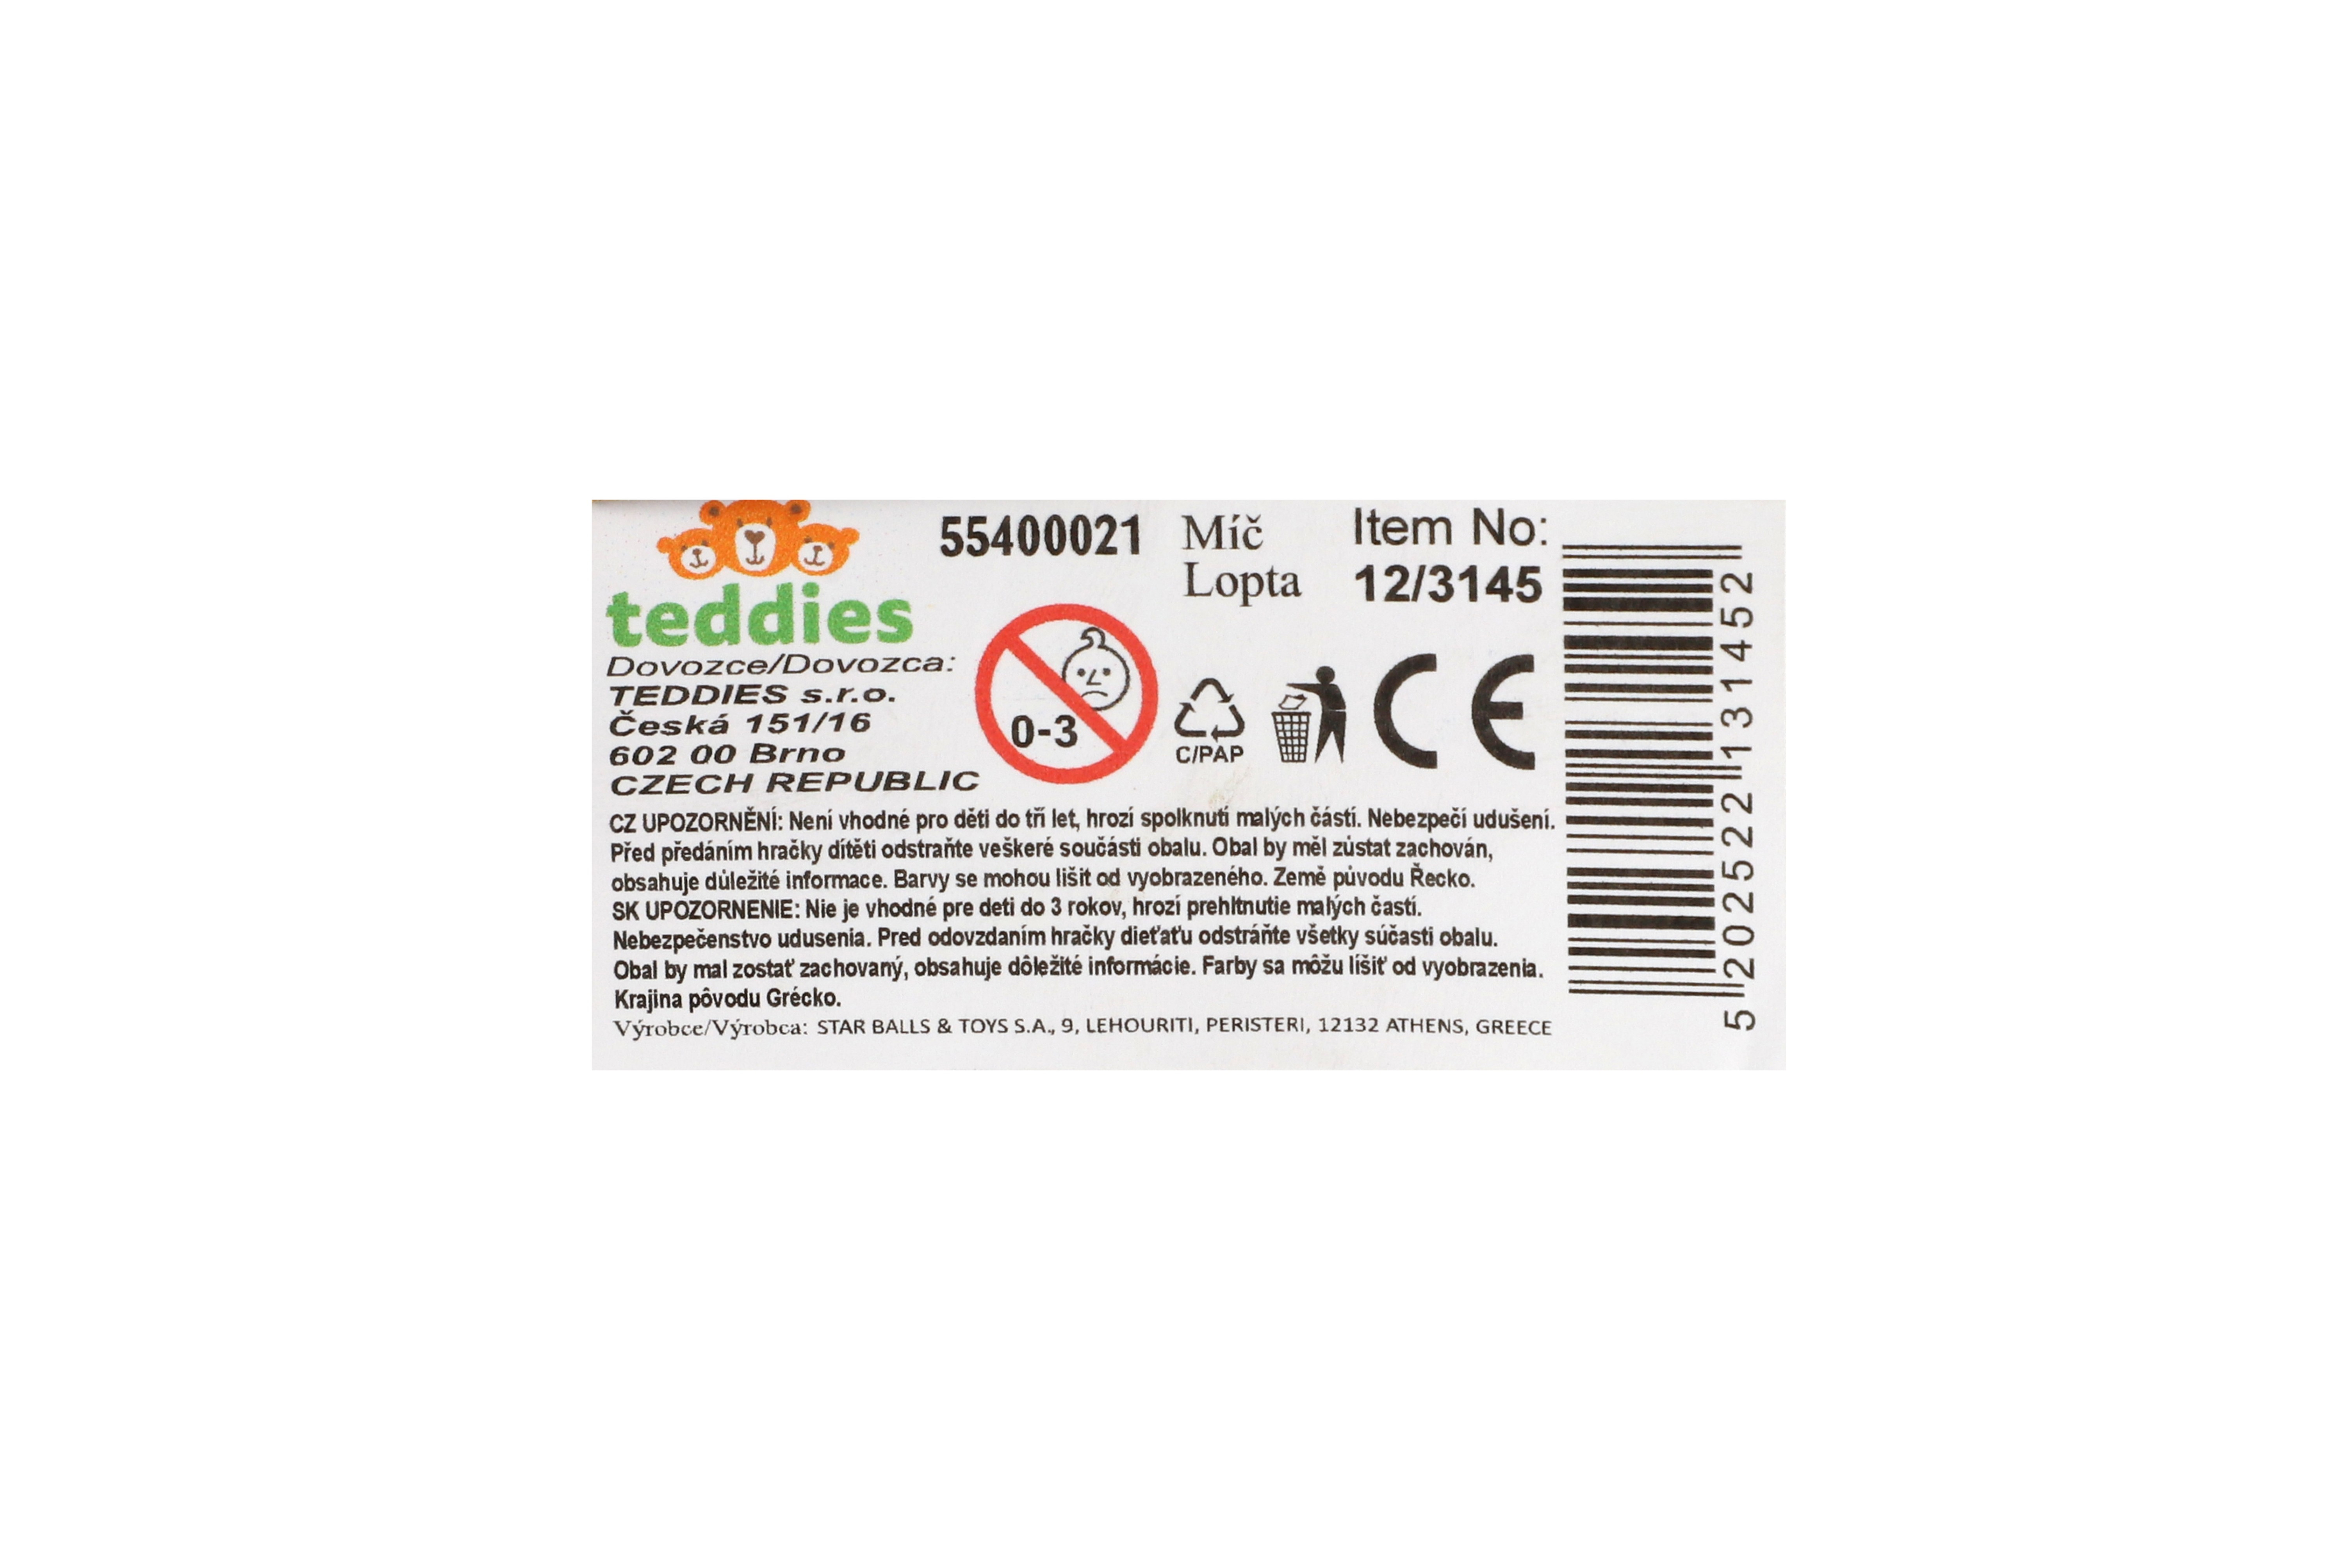 teddies
55400021
Míč
Lopta
Item No:
12/3145
Dovozce/Dovozca:
TEDDIES s.r.o.
Česká 151/16
602 00 Brno
CZECH REPUBLIC
0-3
C/PAP
CE
CZ UPOZORNĚNÍ: Není vhodné pro děti do tří let, hrozí spolknutí malých částí. Nebezpečí udušení.
Před předáním hračky dítěti odstraňte veškeré součásti obalu. Obal by měl zůstat zachován,
obsahuje důležité informace. Barvy se mohou lišit od vyobrazeného. Země původu Řecko.
SK UPOZORNENIE: Nie je vhodné pre deti do 3 rokov, hrozí prehltnutie malých častí.
Nebezpečenstvo udusenia. Pred odovzdaním hračky dieťaťu odstráňte všetky súčasti obalu.
Obal by mal zostať zachovaný, obsahuje dôležité informácie. Farby sa môžu líšiť od vyobrazenia.
Krajina pôvodu Grécko.
Výrobce/Výrobca: STAR BALLS & TOYS S.A., 9, LEHOURITI, PERISTERI, 12132 ATHENS, GREECE
5 202522 131452